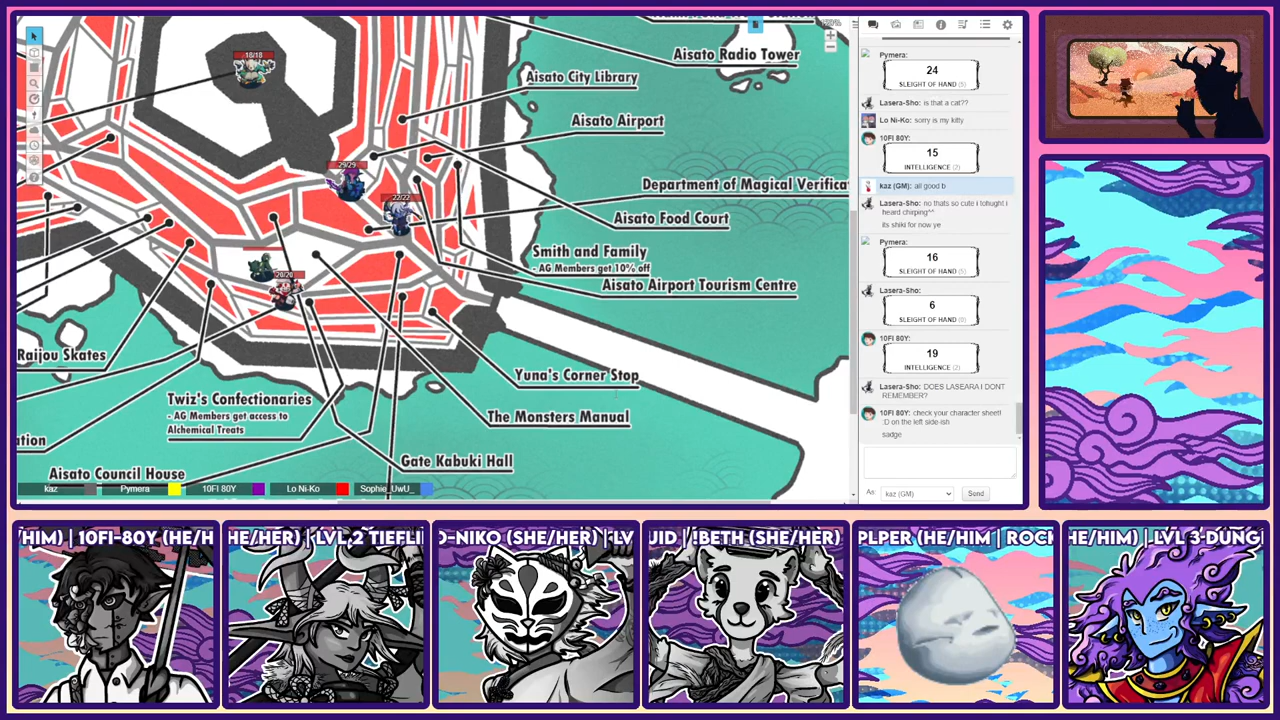 Aisato Radio Tower
Aisato City Library
Aisato Airport
Department of Magical Verificat
Aisato Food Court
Smith and Family
- AG Members get 10% off
Aisato Airport Tourism Centre
Raijou Skates
Yuna's Corner Stop
Twiz's Confectionaries
- AG Members get access to
Alchemical Treats
The Monsters Manual
ation
Gate Kabuki Hall
Aisato Council House
18/18
29/29
22/22
20/20
kaz
Pymera
10FI 80Y
Lo Ni-Ko
Sophie_UwU_
Pymera:
24
SLEIGHT OF HAND (5)
Lasera-Sho: is that a cat??
Lo Ni-Ko: sorry is my kitty
10FI 80Y:
15
INTELLIGENCE (2)
kaz (GM): all good b
Lasera-Sho: no thats so cute i tohught i
heard chirping^^
its shiki for now ye
Pymera:
16
SLEIGHT OF HAND (5)
Lasera-Sho:
6
SLEIGHT OF HAND (0)
10FI 80Y:
19
INTELLIGENCE (2)
Lasera-Sho: DOES LASEARA I DONT
REMEMBER?
10FI 80Y: check your character sheet!
:D on the left side-ish
sadge
As:
kaz (GM)
Send
/HIM) | 10FI-80Y (HE/H
HE/HER) | LVL 2 TIEFLI
O-NIKO (SHE/HER) | LV
UID | !BETH (SHE/HER)
PLPER (HE/HIM | ROCK
HE/HIM) | LVL 3-DUNG